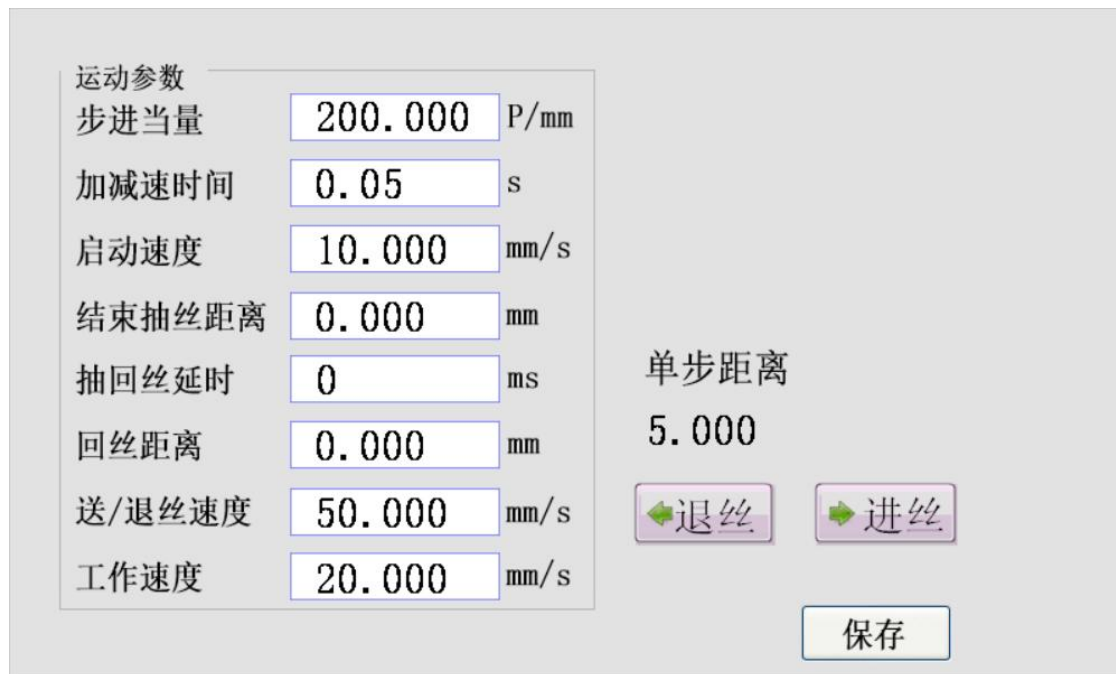 运动参数
步进当量 200.000 P/mm
加减速时间 0.05 s
启动速度 10.000 mm/s
结束抽丝距离 0.000 mm
抽回丝延时 0 ms
回丝距离 0.000 mm
送/退丝速度 50.000 mm/s
工作速度 20.000 mm/s
单步距离
5.000
退丝 进丝
保存